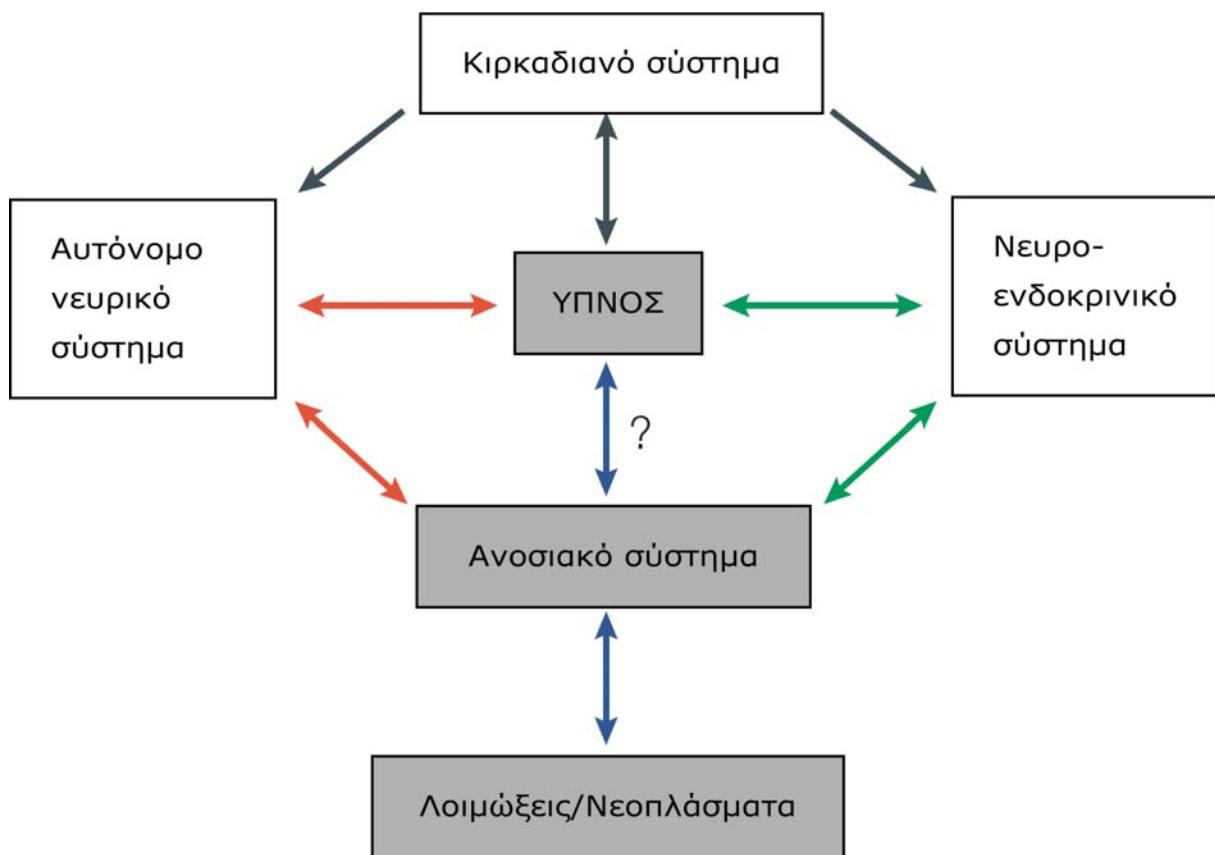 Κιρκαδιανό σύστημα
Αυτόνομο
νευρικό
σύστημα
ΥΠΝΟΣ
Νευρο-
ενδοκρινικό
σύστημα
?
Ανοσιακό σύστημα
Λοιμώξεις/Νεοπλάσματα